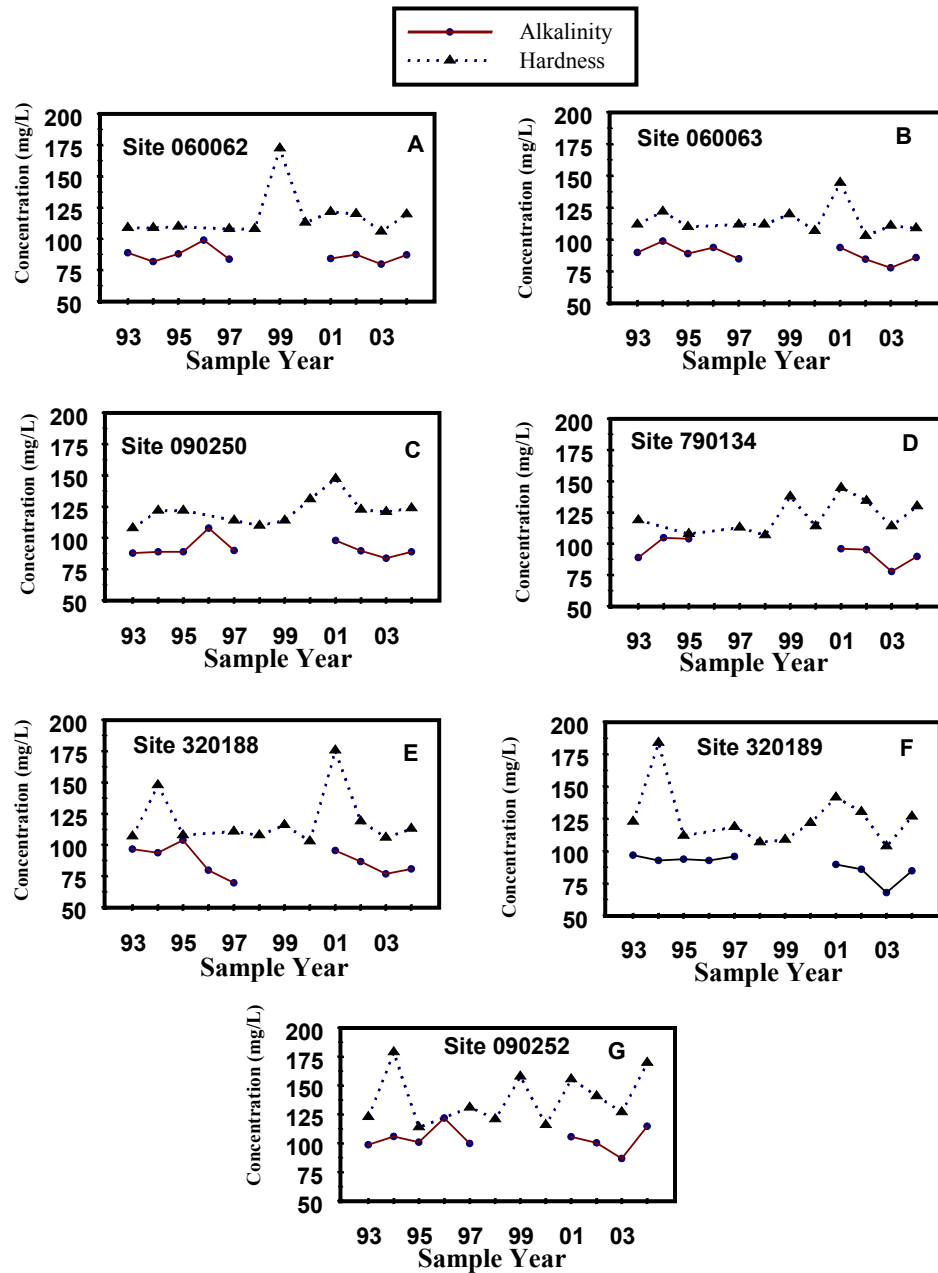 Alkalinity
Hardness
Site 060062
A
Concentration (mg/L)
200
175
150
125
100
75
50
93 95 97 99 01 03
Sample Year
Site 060063
B
Concentration (mg/L)
200
175
150
125
100
75
50
93 95 97 99 01 03
Sample Year
Site 090250
C
Concentration (mg/L)
200
175
150
125
100
75
50
93 95 97 99 01 03
Sample Year
Site 790134
D
Concentration (mg/L)
200
175
150
125
100
75
50
93 95 97 99 01 03
Sample Year
Site 320188
E
Concentration (mg/L)
200
175
150
125
100
75
50
93 95 97 99 01 03
Sample Year
Site 320189
F
Concentration (mg/L)
200
175
150
125
100
75
50
93 95 97 99 01 03
Sample Year
Site 090252
G
Concentration (mg/L)
200
175
150
125
100
75
50
93 95 97 99 01 03
Sample Year